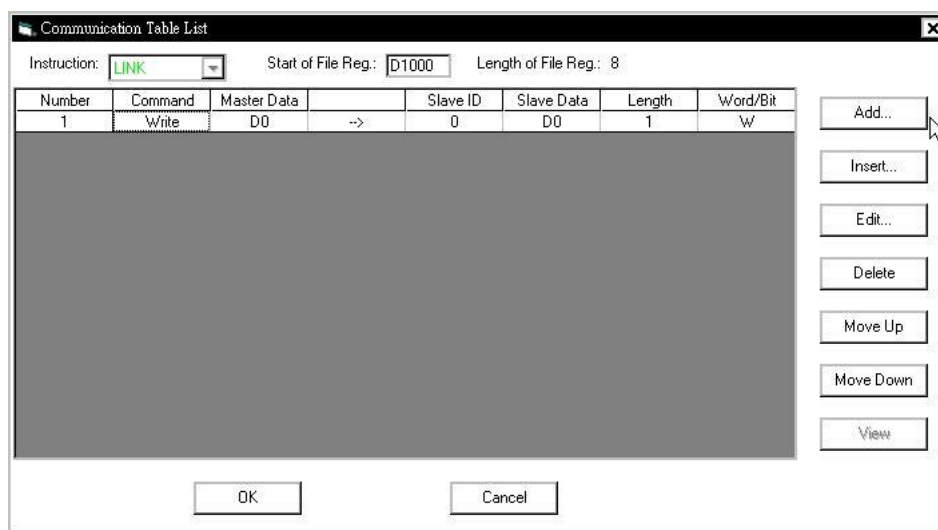 Communication Table List
Instruction: LINK Start of File Reg.: D1000 Length of File Reg.: 8
Number Command Master Data Slave ID Slave Data Length Word/Bit
1 Write D0 --> 0 D0 1 W
Add...
Insert...
Edit...
Delete
Move Up
Move Down
View
OK Cancel